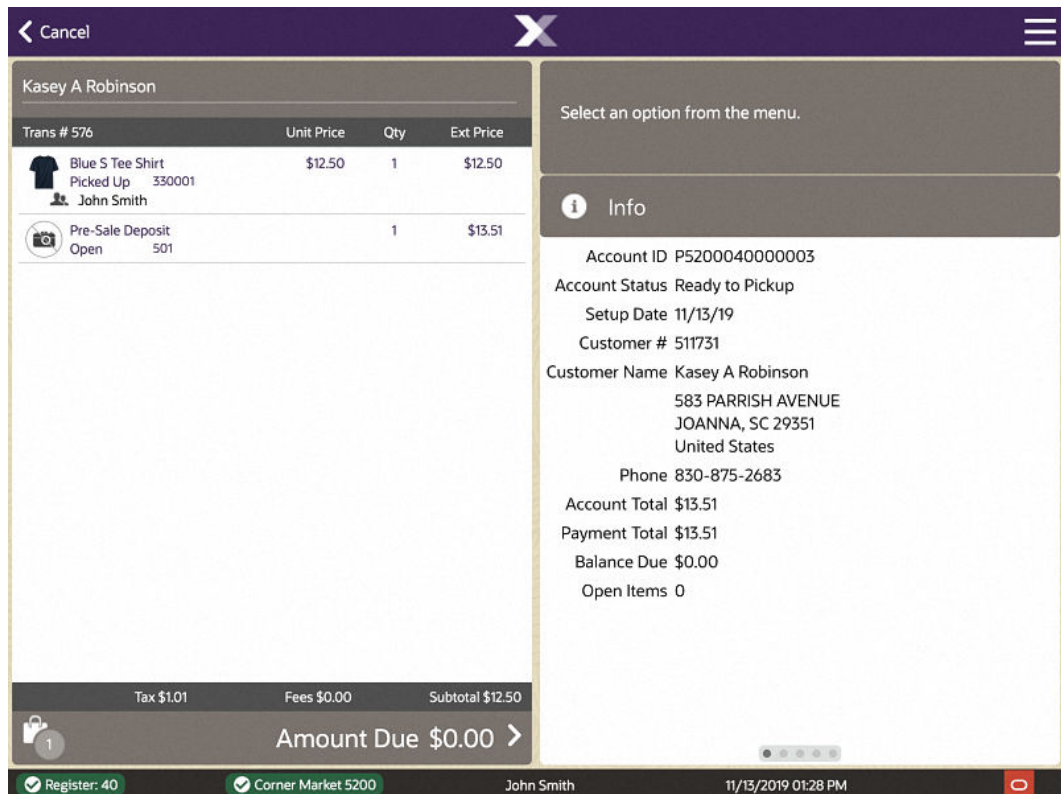 Cancel
Kasey A Robinson
Trans # 576 Unit Price Qty Ext Price
Blue S Tee Shirt $12.50 1 $12.50
Picked Up 330001
John Smith
Pre-Sale Deposit 1 $13.51
Open 501
Tax $1.01 Fees $0.00 Subtotal $12.50
1 Amount Due $0.00
Select an option from the menu.
Info
Account ID P5200040000003
Account Status Ready to Pickup
Setup Date 11/13/19
Customer # 511731
Customer Name Kasey A Robinson
583 PARRISH AVENUE
JOANNA, SC 29351
United States
Phone 830-875-2683
Account Total $13.51
Payment Total $13.51
Balance Due $0.00
Open Items 0
Register: 40 Corner Market 5200 John Smith 11/13/2019 01:28 PM